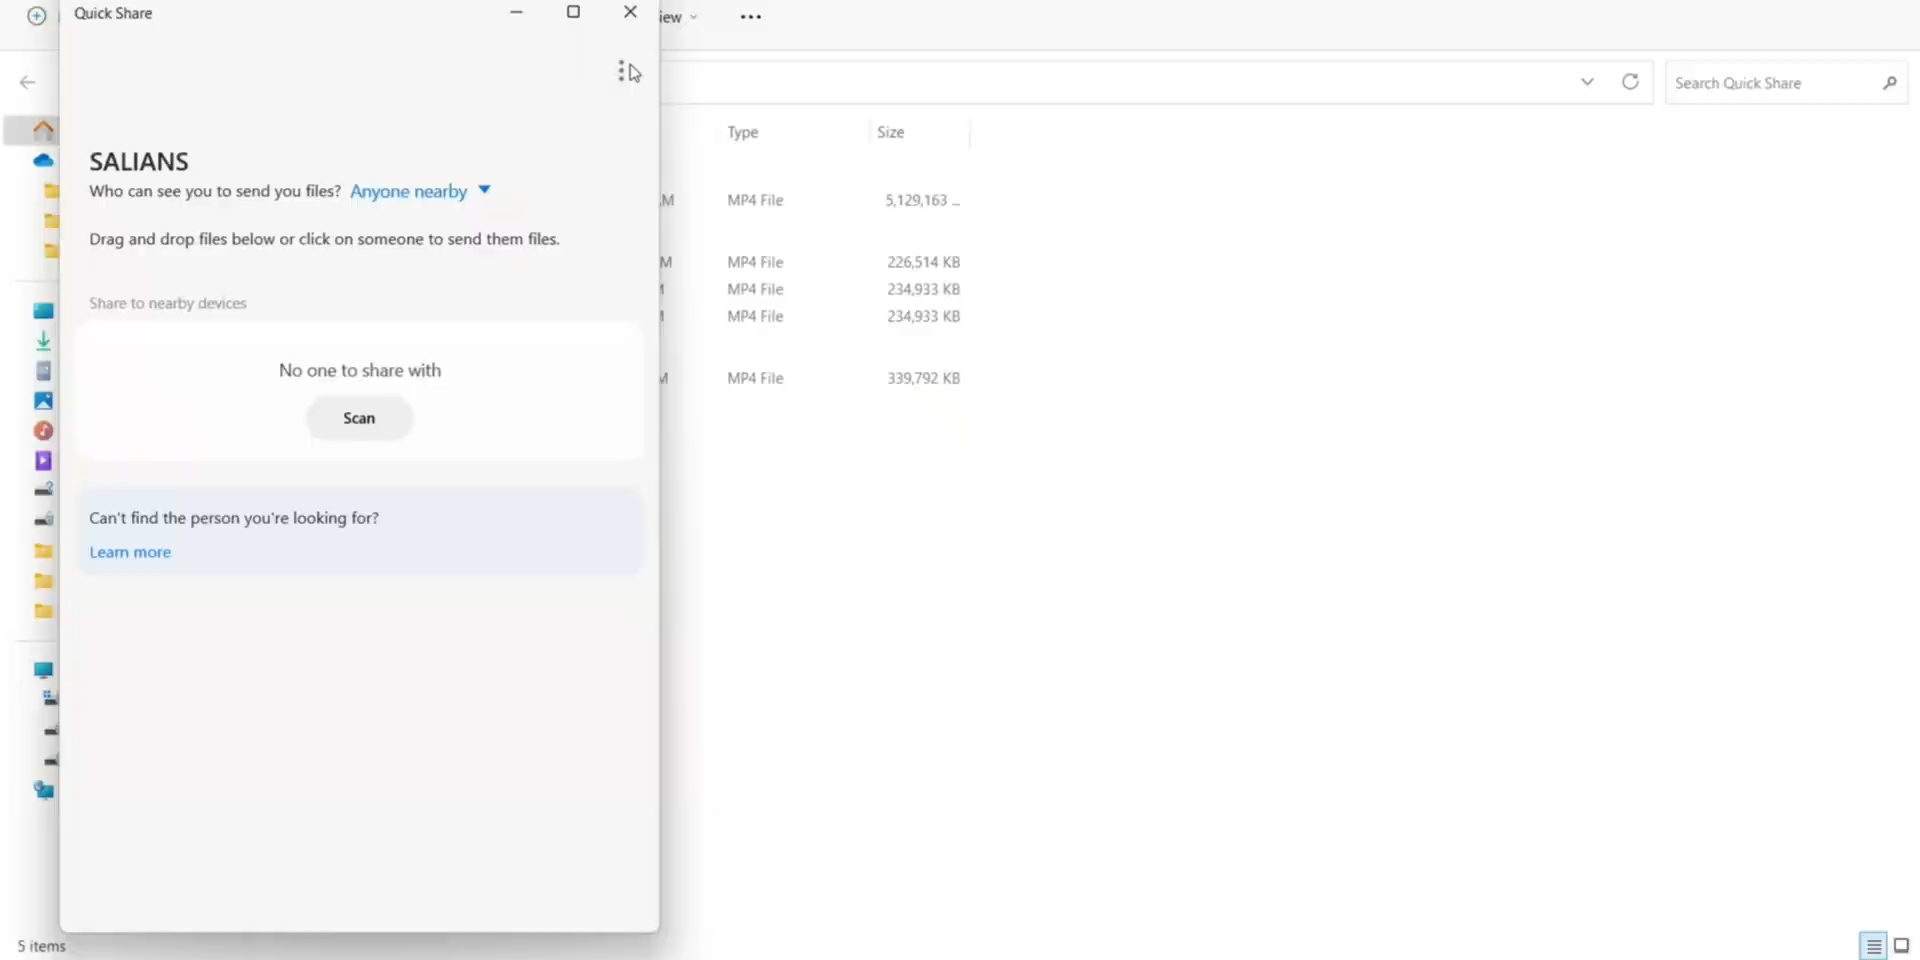 Quick Share
iew
Search Quick Share
Type Size
SALIANS
Who can see you to send you files? Anyone nearby
Drag and drop files below or click on someone to send them files.
Share to nearby devices
No one to share with
Scan
Can't find the person you're looking for?
Learn more
M MP4 File 5,129,163 ...
M MP4 File 226,514 KB
MP4 File 234,933 KB
MP4 File 234,933 KB
M MP4 File 339,792 KB
5 items